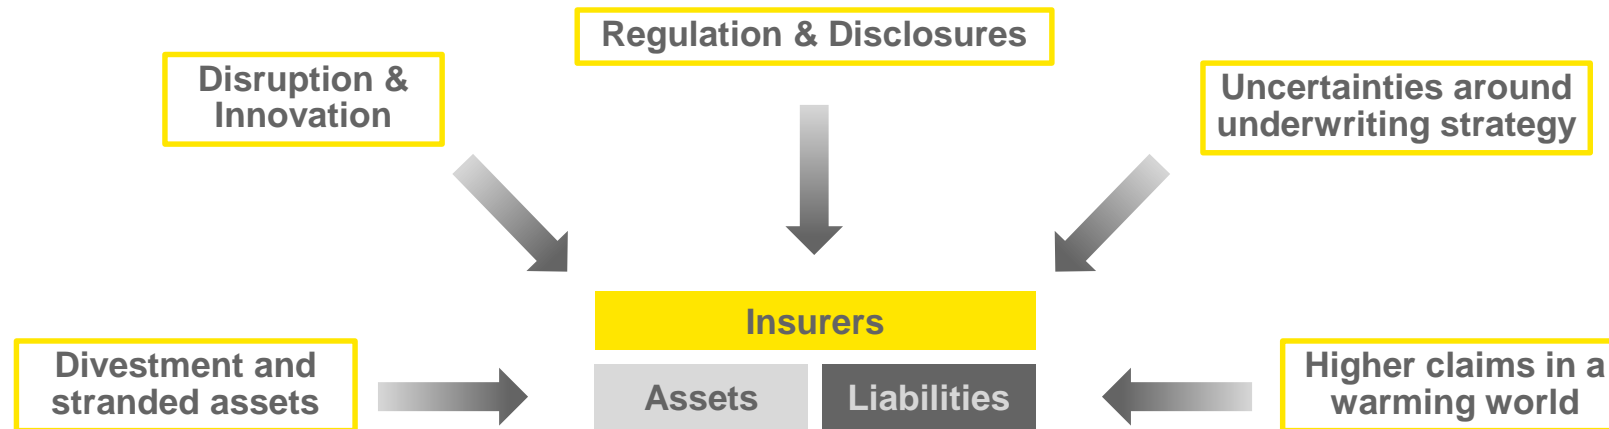 Regulation & Disclosures
Disruption &
Innovation
Uncertainties around
underwriting strategy
Insurers
Divestment and
stranded assets
Assets
Liabilities
Higher claims in a
warming world